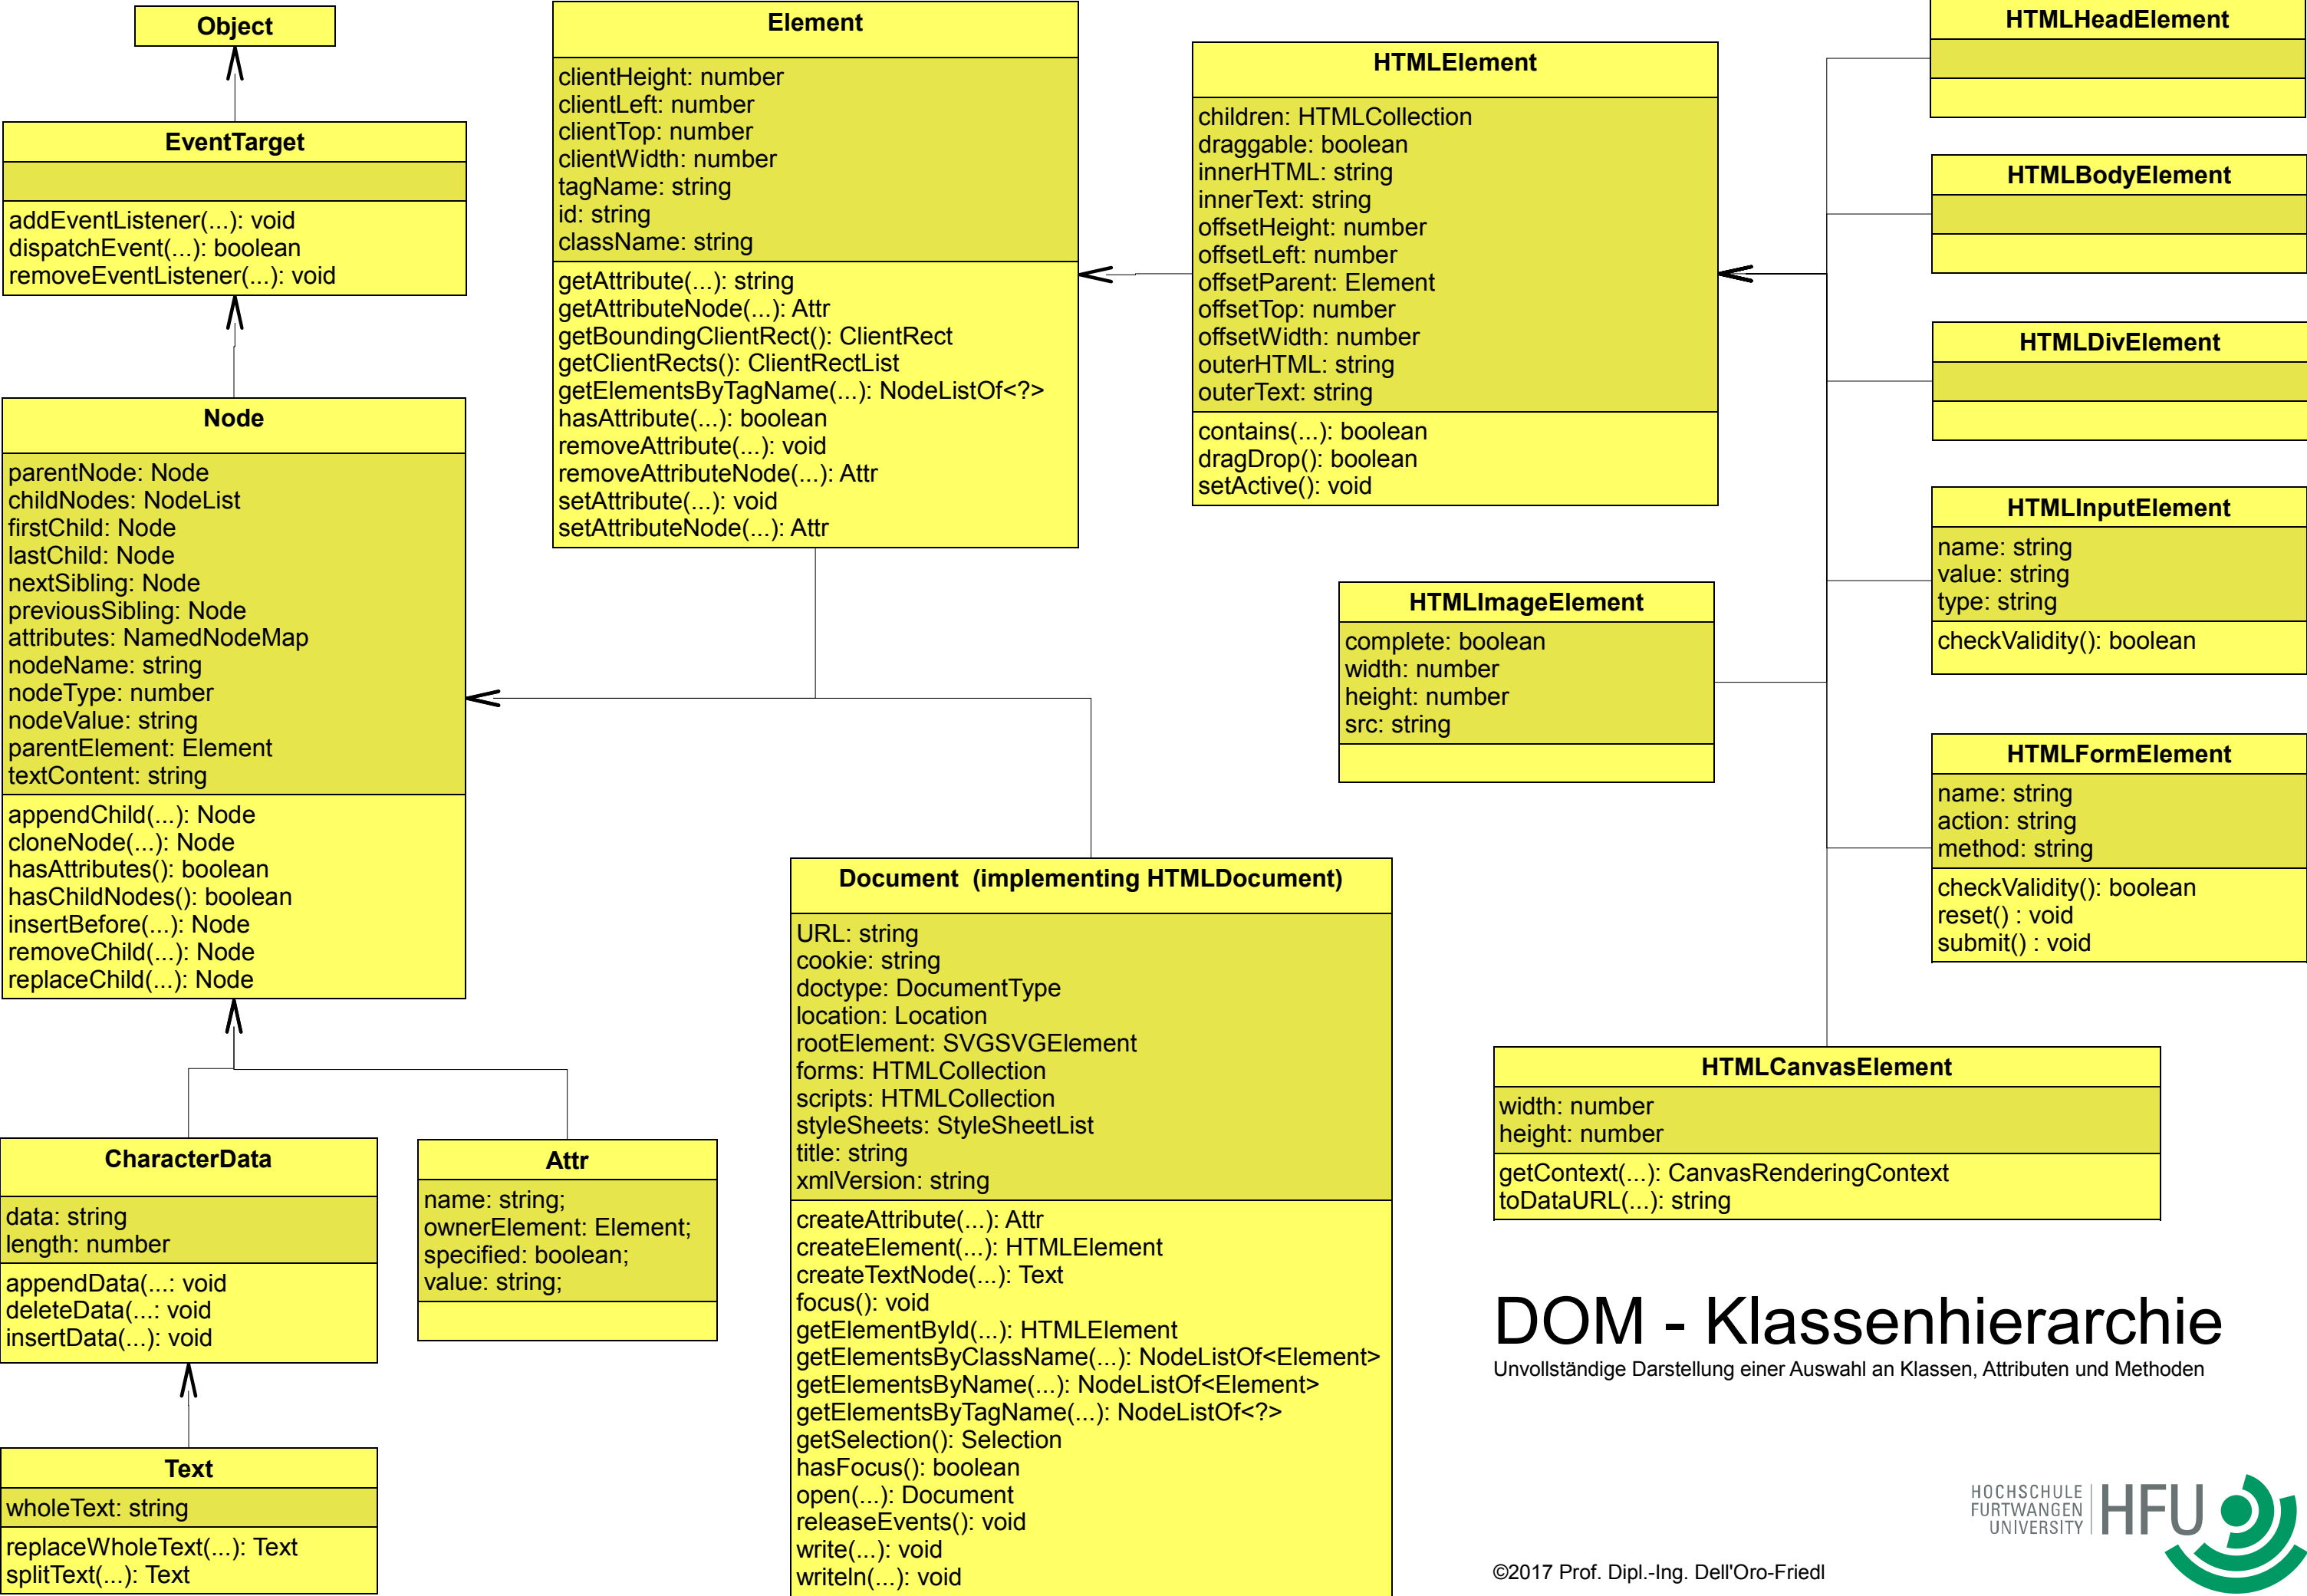 Object
EventTarget
addEventListener(...): void
dispatchEvent(...): boolean
removeEventListener(...): void
Node
parentNode: Node
childNodes: NodeList
firstChild: Node
lastChild: Node
nextSibling: Node
previousSibling: Node
attributes: NamedNodeMap
nodeName: string
nodeType: number
nodeValue: string
parentElement: Element
textContent: string
appendChild(...): Node
cloneNode(...): Node
hasAttributes(): boolean
hasChildNodes(): boolean
insertBefore(...): Node
removeChild(...): Node
replaceChild(...): Node
CharacterData
data: string
length: number
appendData(...: void
deleteData(...: void
insertData(...): void
Text
wholeText: string
replaceWholeText(...): Text
splitText(...): Text
Attr
name: string;
ownerElement: Element;
specified: boolean;
value: string;
Element
clientHeight: number
clientLeft: number
clientTop: number
clientWidth: number
tagName: string
id: string
className: string
getAttribute(...): string
getAttributeNode(...): Attr
getBoundingClientRect(): ClientRect
getClientRects(): ClientRectList
getElementsByTagName(...): NodeListOf<?>
hasAttribute(...): boolean
removeAttribute(...): void
removeAttributeNode(...): Attr
setAttribute(...): void
setAttributeNode(...): Attr
Document (implementing HTMLDocument)
URL: string
cookie: string
doctype: DocumentType
location: Location
rootElement: SVGSVGElement
forms: HTMLCollection
scripts: HTMLCollection
styleSheets: StyleSheetList
title: string
xmlVersion: string
createAttribute(...): Attr
createElement(...): HTMLElement
createTextNode(...): Text
focus(): void
getElementById(...): HTMLElement
getElementsByClassName(...): NodeListOf<Element>
getElementsByName(...): NodeListOf<Element>
getElementsByTagName(...): NodeListOf<?>
getSelection(): Selection
hasFocus(): boolean
open(...): Document
releaseEvents(): void
write(...): void
writeln(...): void
HTMLElement
children: HTMLCollection
draggable: boolean
innerHTML: string
innerText: string
offsetHeight: number
offsetLeft: number
offsetParent: Element
offsetTop: number
offsetWidth: number
outerHTML: string
outerText: string
contains(...): boolean
dragDrop(): boolean
setActive(): void
HTMLImageElement
complete: boolean
width: number
height: number
src: string
HTMLHeadElement
HTMLBodyElement
HTMLDivElement
HTMLInputElement
name: string
value: string
type: string
checkValidity(): boolean
HTMLFormElement
name: string
action: string
method: string
checkValidity(): boolean
reset() : void
submit() : void
HTMLCanvasElement
width: number
height: number
getContext(...): CanvasRenderingContext
toDataURL(...): string
DOM - Klassenhierarchie
Unvollständige Darstellung einer Auswahl an Klassen, Attributen und Methoden
HOCHSCHULE
FURTWANGEN
UNIVERSITY
HFU
©2017 Prof. Dipl.-Ing. Dell'Oro-Friedl